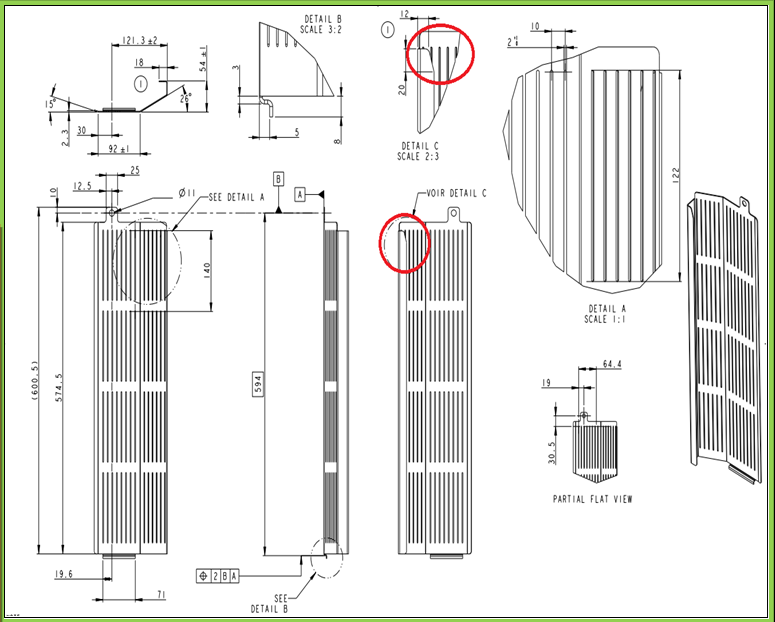 121.3 ±2
18
1
54 ±1
15°
26°
2.3
30
92 ±1
DETAIL B
SCALE 3:2
3
5
8
1
12
20
DETAIL C
SCALE 2:3
10
122
DETAIL A
SCALE 1:1
25
12.5
10
Ø11
SEE DETAIL A
B
A
VOIR DETAIL C
140
(600.5)
574.5
594
19.6
71
2 B A
SEE
DETAIL B
64.4
19
30.5
PARTIAL FLAT VIEW